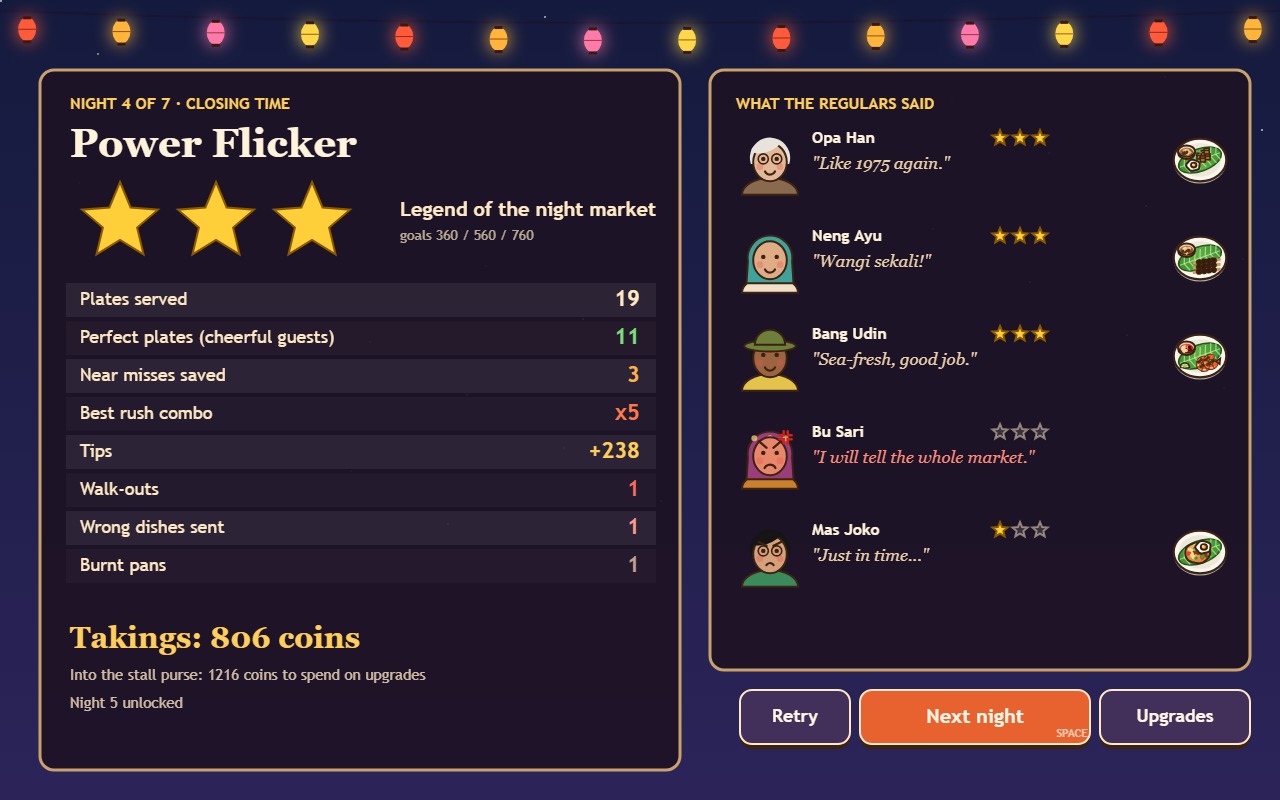 NIGHT 4 OF 7 · CLOSING TIME
Power Flicker
Legend of the night market
goals 360 / 560 / 760
Plates served 19
Perfect plates (cheerful guests) 11
Near misses saved 3
Best rush combo x5
Tips +238
Walk-outs 1
Wrong dishes sent 1
Burnt pans 1
Takings: 806 coins
Into the stall purse: 1216 coins to spend on upgrades
Night 5 unlocked
WHAT THE REGULARS SAID
Opa Han
"Like 1975 again."
Neng Ayu
"Wangi sekali!"
Bang Udin
"Sea-fresh, good job."
Bu Sari
"I will tell the whole market."
Mas Joko
"Just in time..."
Retry
Next night
SPACE
Upgrades